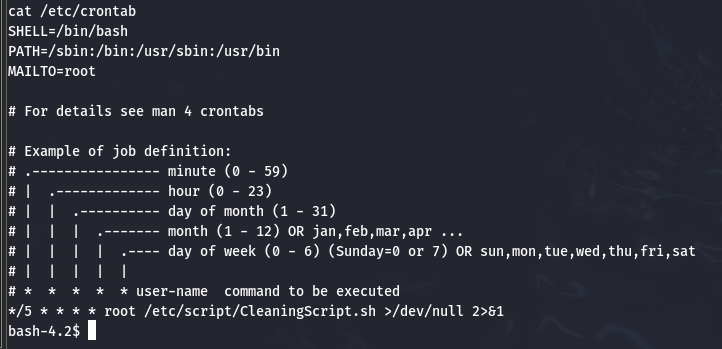 cat /etc/crontab
SHELL=/bin/bash
PATH=/sbin:/bin:/usr/sbin:/usr/bin
MAILTO=root

# For details see man 4 crontabs

# Example of job definition:
# .---------------- minute (0 - 59)
# |  .------------- hour (0 - 23)
# |  |  .---------- day of month (1 - 31)
# |  |  |  .------- month (1 - 12) OR jan,feb,mar,apr ...
# |  |  |  |  .---- day of week (0 - 6) (Sunday=0 or 7) OR sun,mon,tue,wed,thu,fri,sat
# |  |  |  |  |
# *  *  *  *  * user-name  command to be executed
*/5 * * * * root /etc/script/CleaningScript.sh >/dev/null 2>&1
bash-4.2$